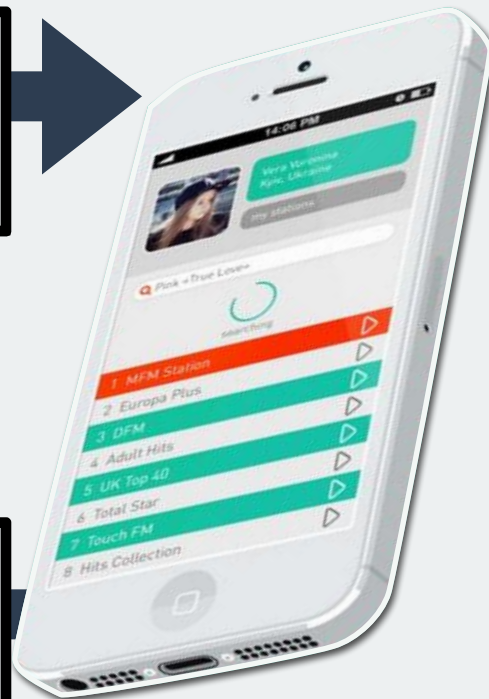 14:06 PM
Vera Voronina
Kyiv, Ukraine
my stations
Pink «True Love»
searching
1 MFM Station
2 Europa Plus
3 DFM
4 Adult Hits
5 UK Top 40
6 Total Star
7 Touch FM
8 Hits Collection